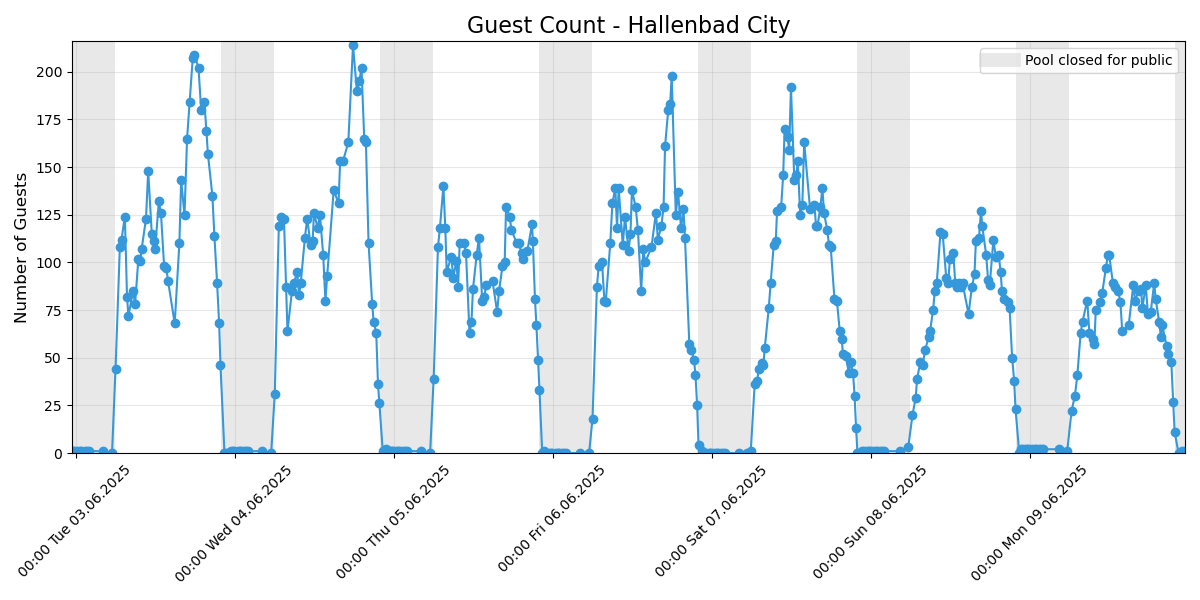 Guest Count - Hallenbad City
Pool closed for public
Number of Guests
200
175
150
125
100
75
50
25
0
00:00 Tue 03.06.2025
00:00 Wed 04.06.2025
00:00 Thu 05.06.2025
00:00 Fri 06.06.2025
00:00 Sat 07.06.2025
00:00 Sun 08.06.2025
00:00 Mon 09.06.2025